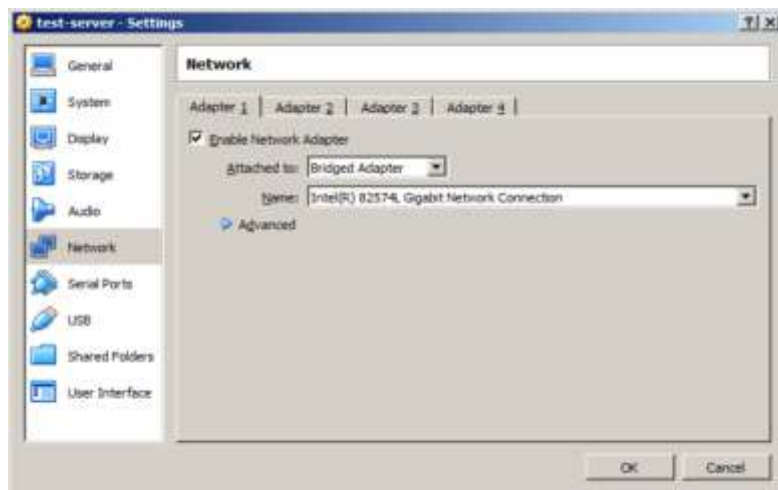 test-server - Settings
General
System
Display
Storage
Audio
Network
Serial Ports
USB
Shared Folders
User Interface
Network
Adapter 1 Adapter 2 Adapter 3 Adapter 4
Enable Network Adapter
Attached to: Bridged Adapter
Name: Intel(R) 82574L Gigabit Network Connection
Advanced
OK Cancel